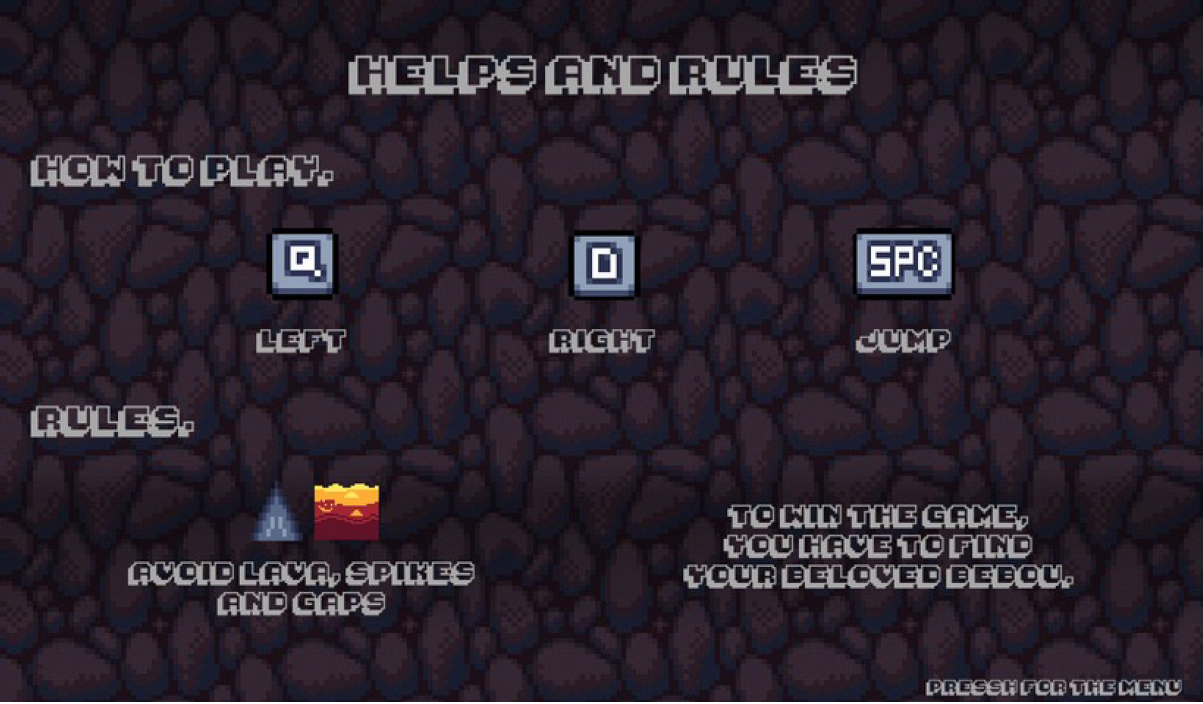 HELPS AND RULES
HOW TO PLAY.
Q
D
SPC
LEFT
RIGHT
JUMP
RULES.
AVOID LAVA, SPIKES
AND GAPS
TO WIN THE GAME,
YOU HAVE TO FIND
YOUR BELOVED BEBOU.
PRESSH FOR THE MENU